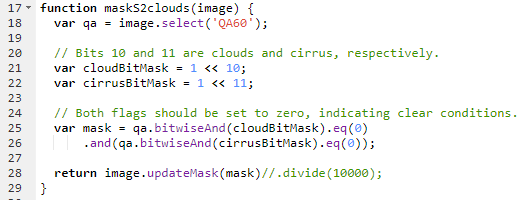 17 function maskS2clouds(image) {
18 var qa = image.select('QA60');
19
20 // Bits 10 and 11 are clouds and cirrus, respectively.
21 var cloudBitMask = 1 << 10;
22 var cirrusBitMask = 1 << 11;
23
24 // Both flags should be set to zero, indicating clear conditions.
25 var mask = qa.bitwiseAnd(cloudBitMask).eq(0)
26 .and(qa.bitwiseAnd(cirrusBitMask).eq(0));
27
28 return image.updateMask(mask)//.divide(10000);
29 }